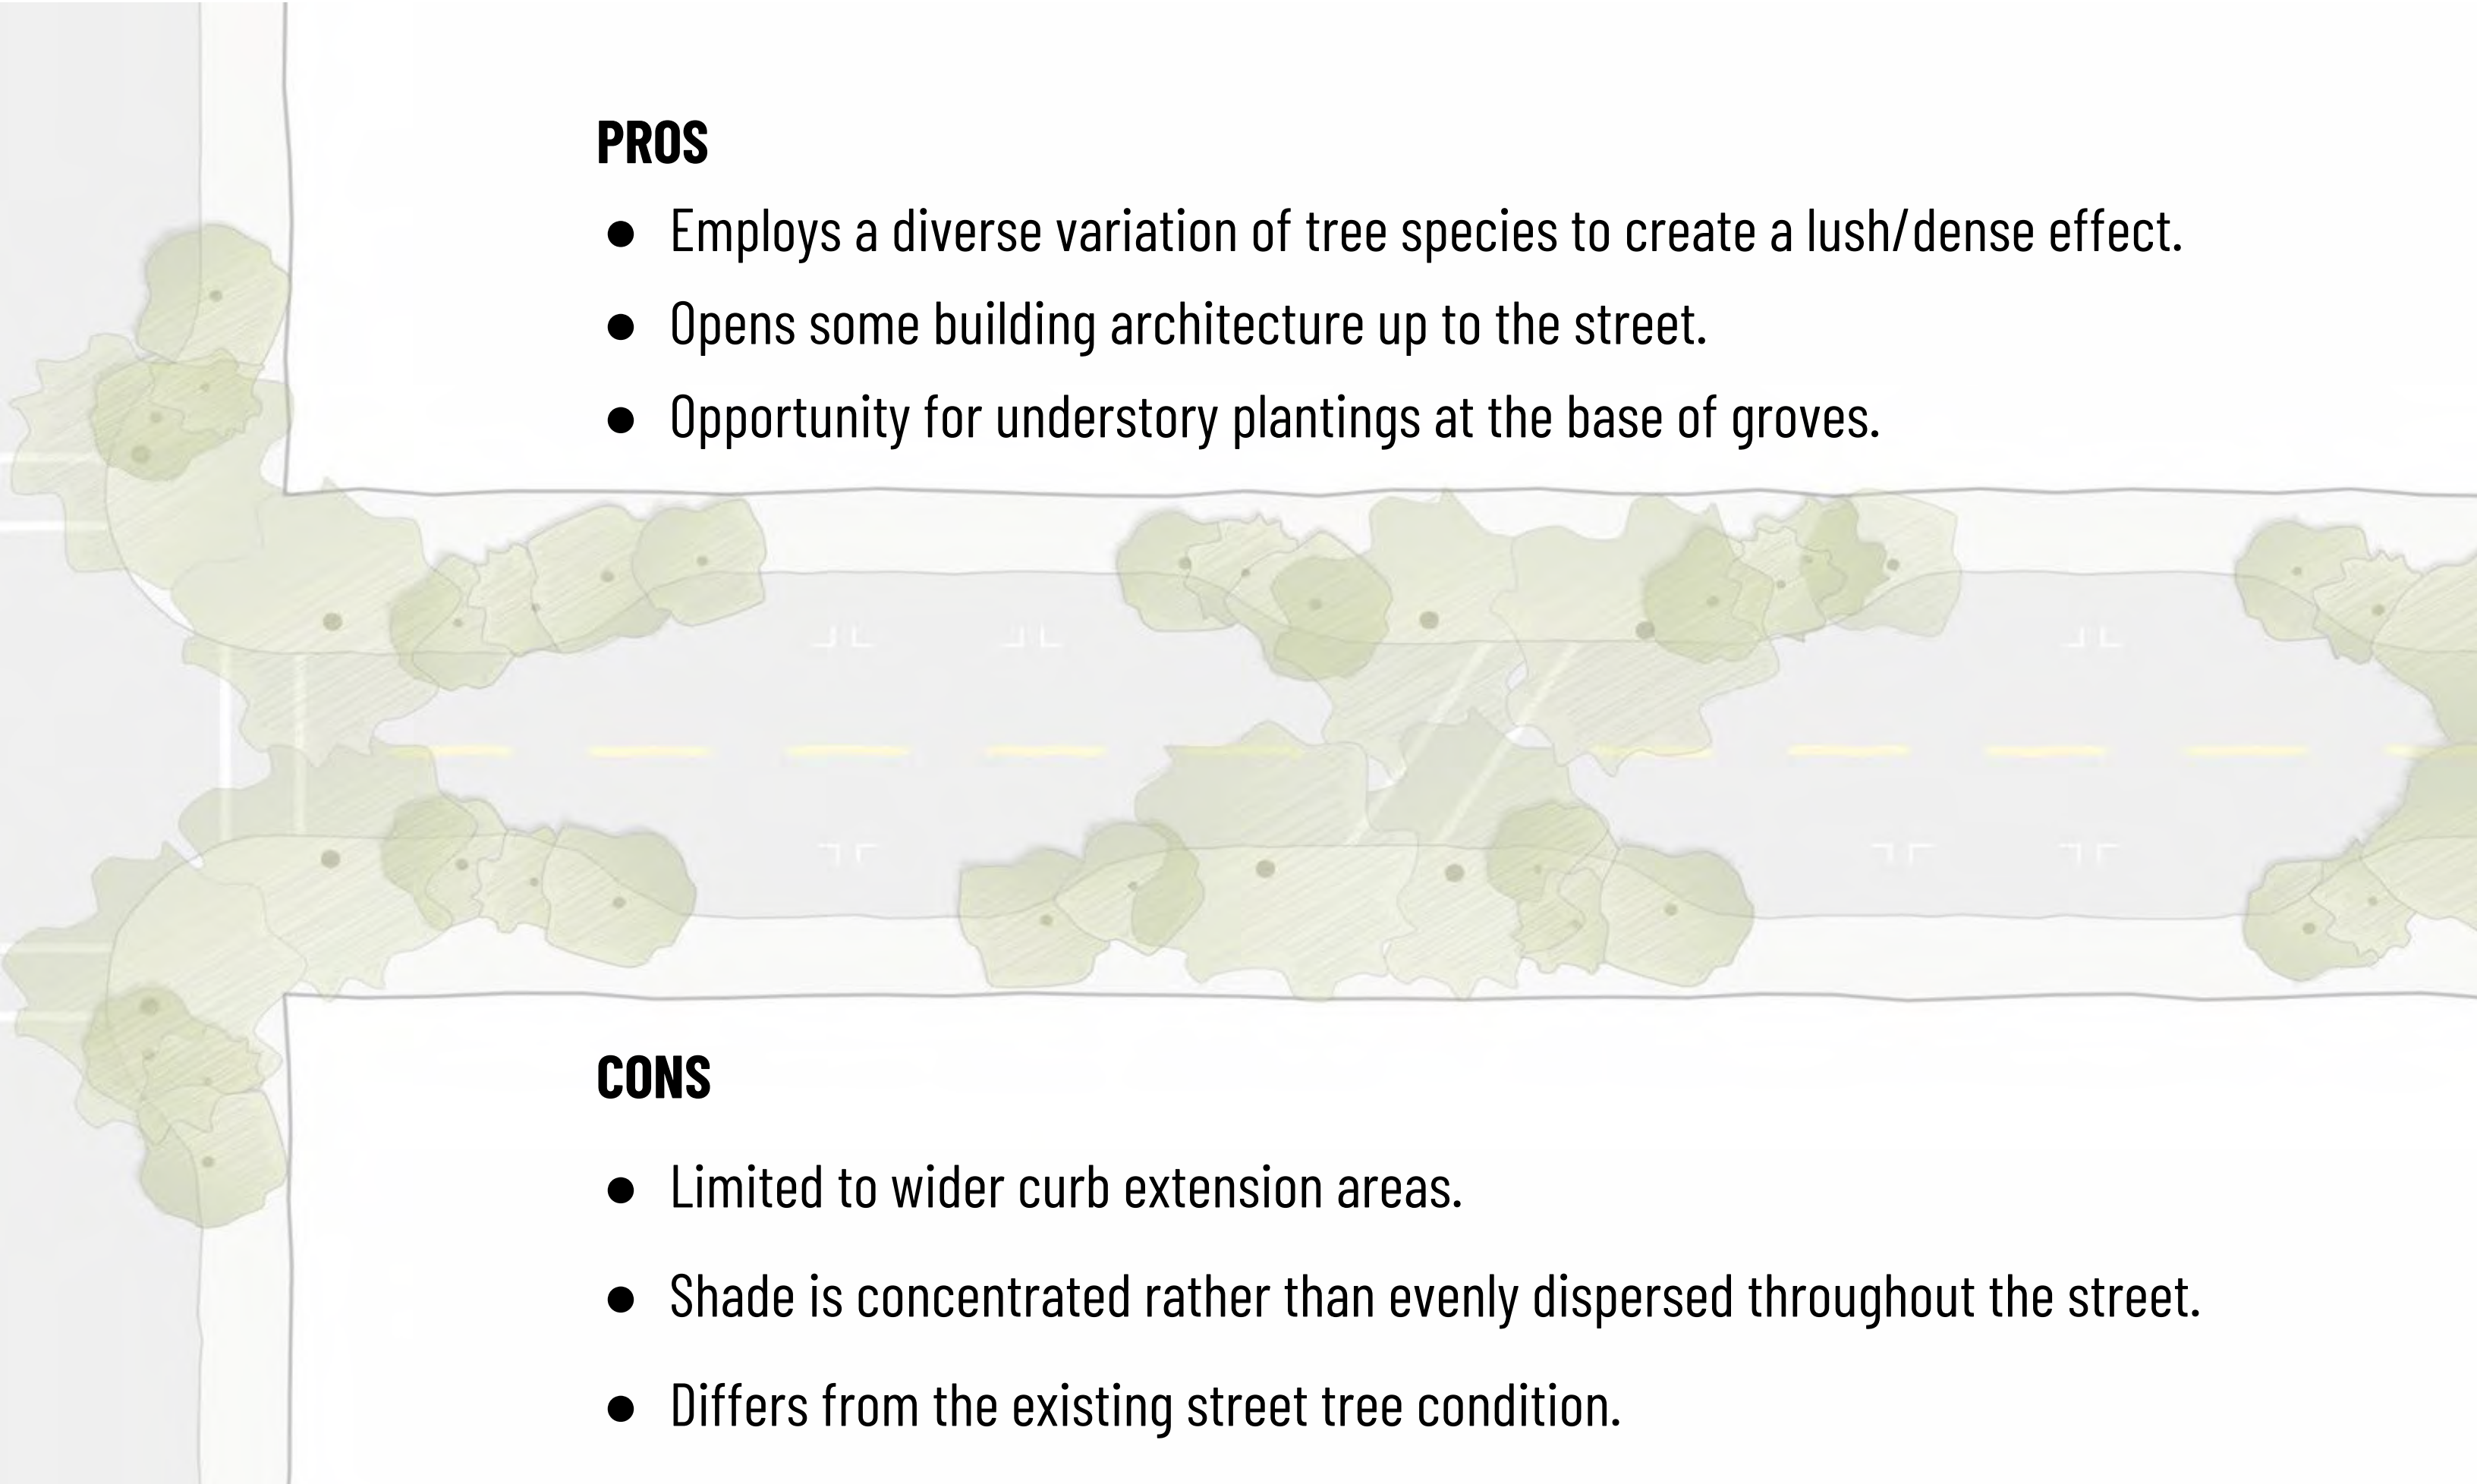 PROS
● Employs a diverse variation of tree species to create a lush/dense effect.
● Opens some building architecture up to the street.
● Opportunity for understory plantings at the base of groves.
CONS
● Limited to wider curb extension areas.
● Shade is concentrated rather than evenly dispersed throughout the street.
● Differs from the existing street tree condition.